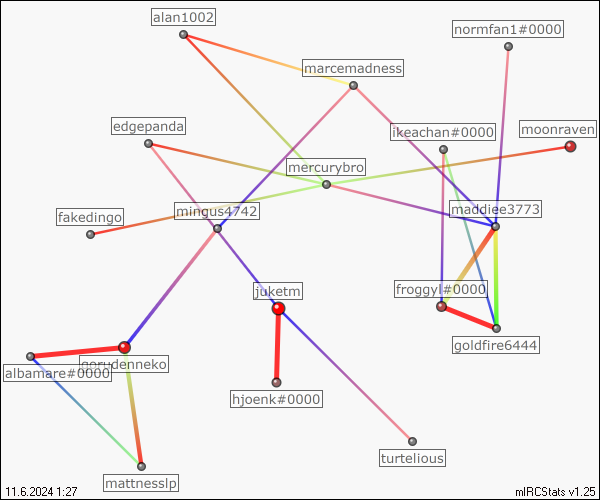 alan1002
normfan1#0000
marcemadness
edgepanda
ikeachan#0000
moonraven
mercurybro
fakedingo
mingus4742
maddiee3773
juketm
froggyl#0000
goldfire6444
albamare#0000
hjoenk#0000
turtelious
mattnesslp
11.6.2024 1:27
mIRCStats v1.25